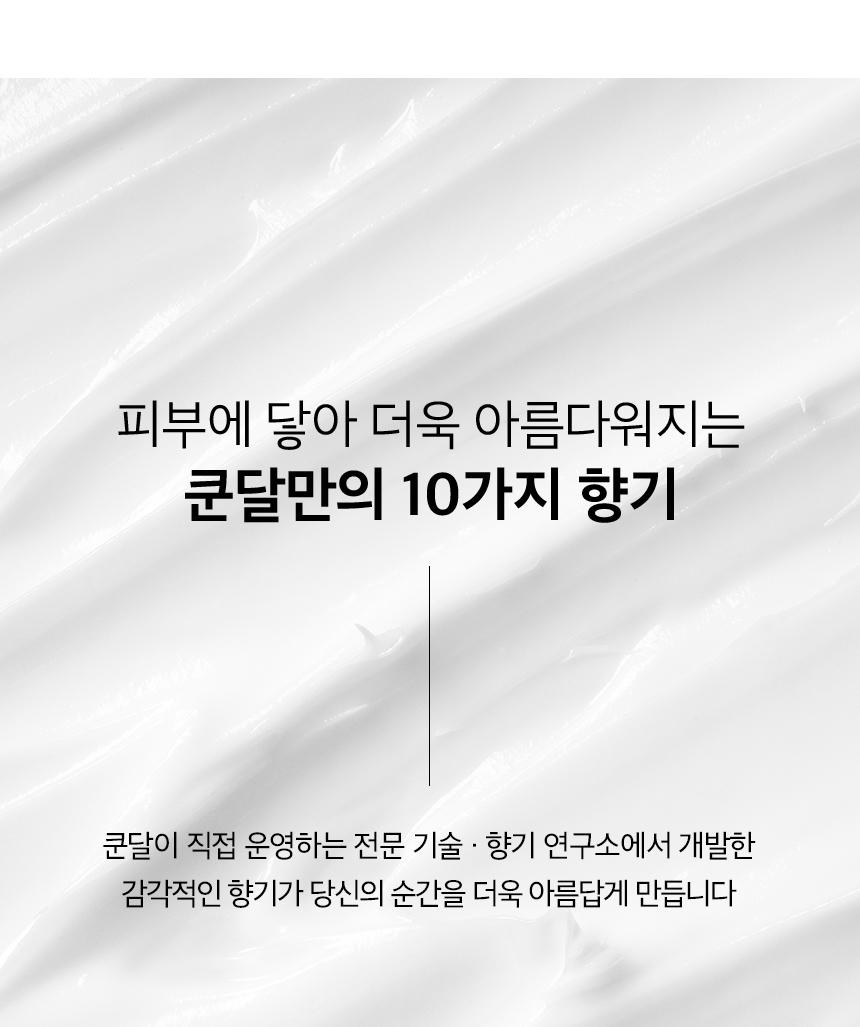 피부에 닿아 더욱 아름다워지는
쿤달만의 10가지 향기
쿤달이 직접 운영하는 전문 기술 · 향기 연구소에서 개발한
감각적인 향기가 당신의 순간을 더욱 아름답게 만듭니다